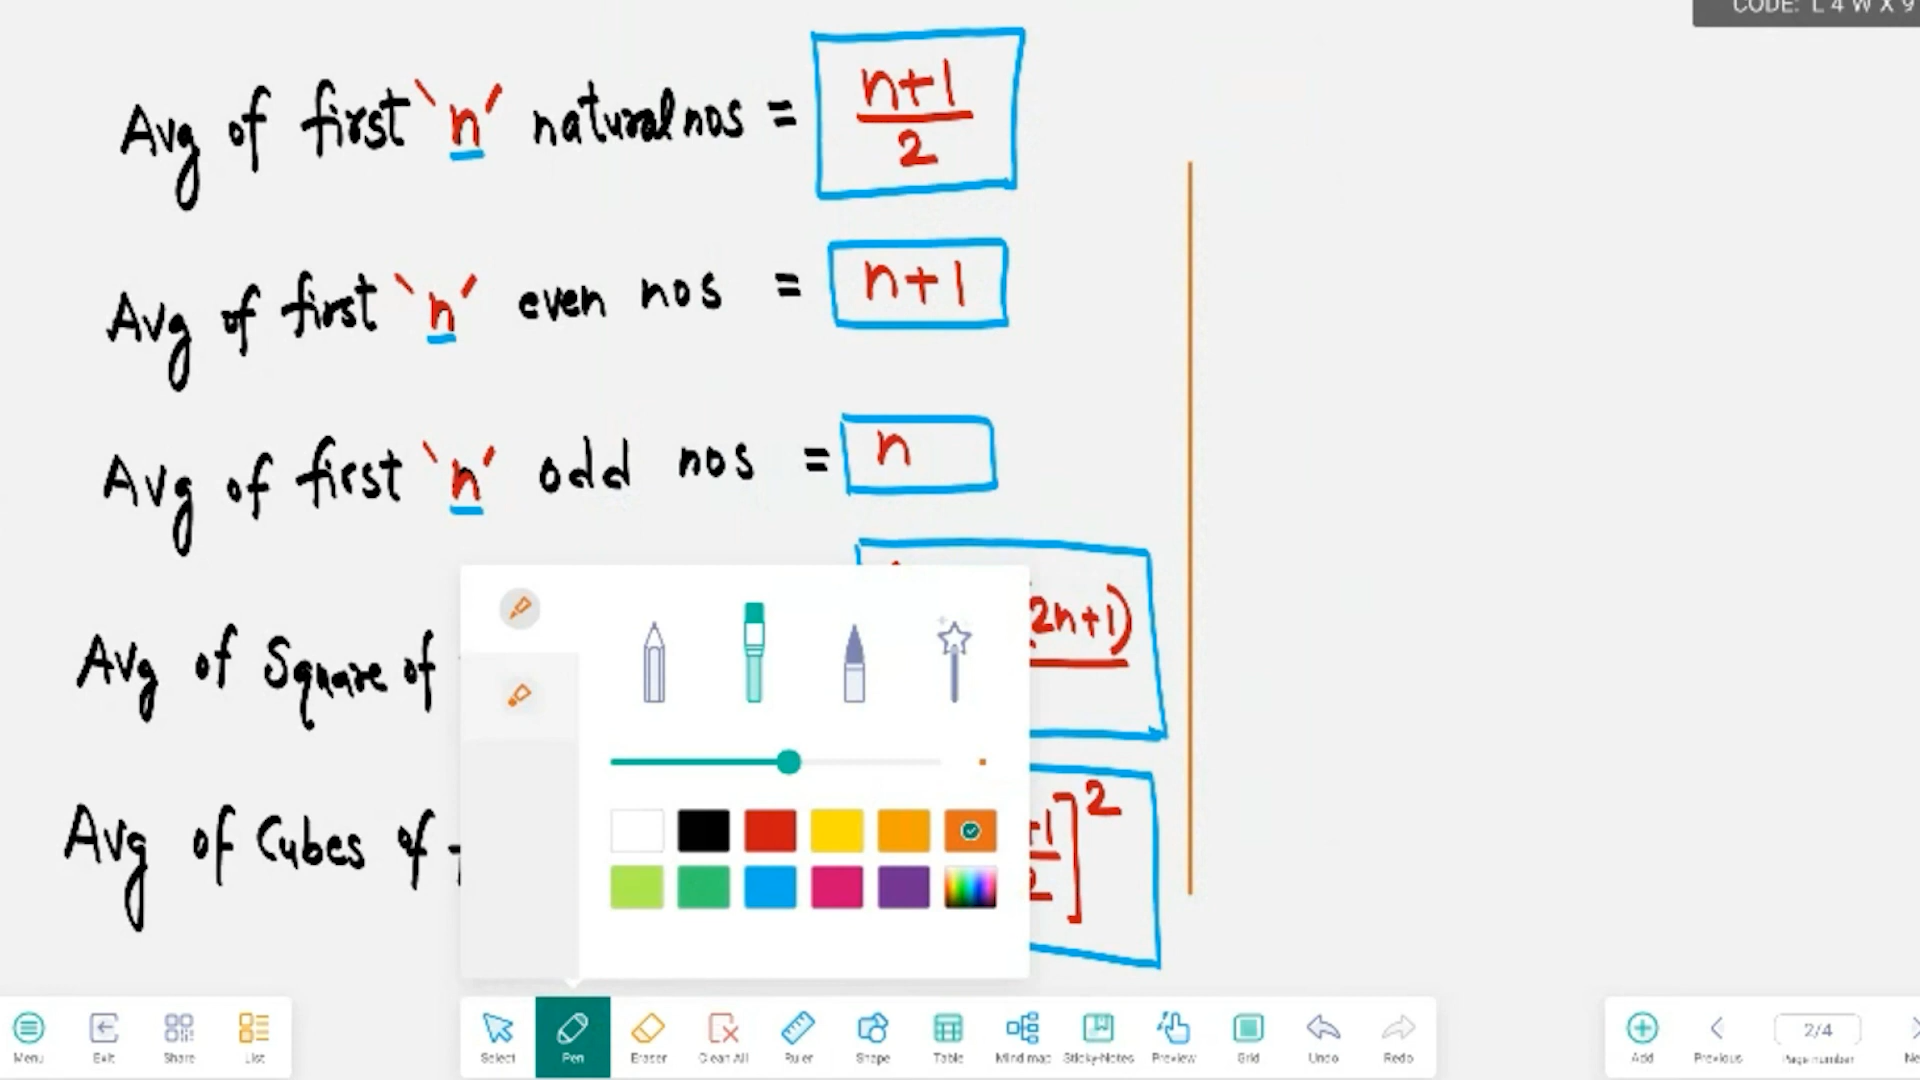 CODE: L 4 W X 9
Avg of first 'n' natural nos = n+1
2
Avg of first 'n' even nos = n+1
Avg of first 'n' odd nos = n
2n+1)
Avg of Square of
Avg of Cubes of +1]²
2
Menu Exit Share List Select Pen Eraser Clean All Ruler Shape Table Mind map Sticky-Notes Preview Grid Undo Redo Add Previous 2/4 Page number